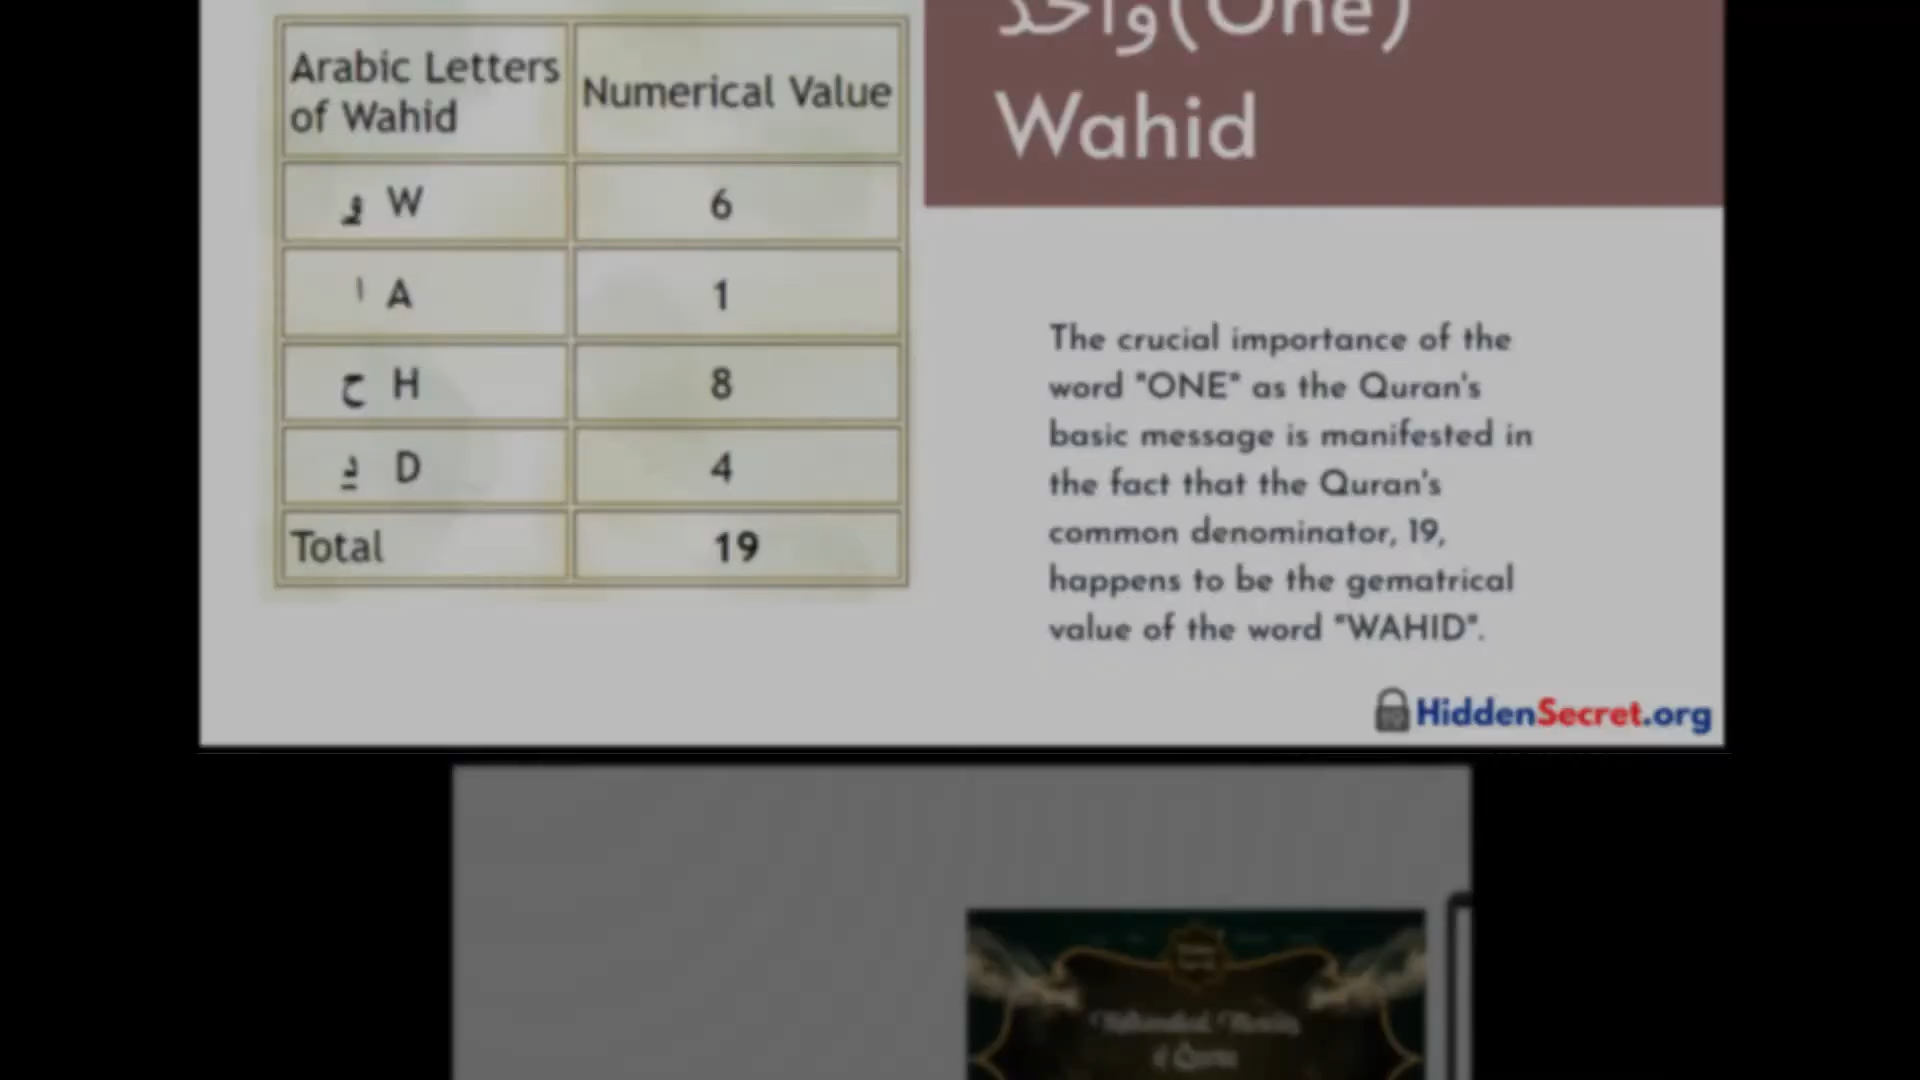 واحد(One)
Wahid
Arabic Letters
of Wahid
Numerical Value
و W
6
ا A
1
ح H
8
د D
4
Total
19
The crucial importance of the
word "ONE" as the Quran's
basic message is manifested in
the fact that the Quran's
common denominator, 19,
happens to be the gematrical
value of the word "WAHID".
HiddenSecret.org